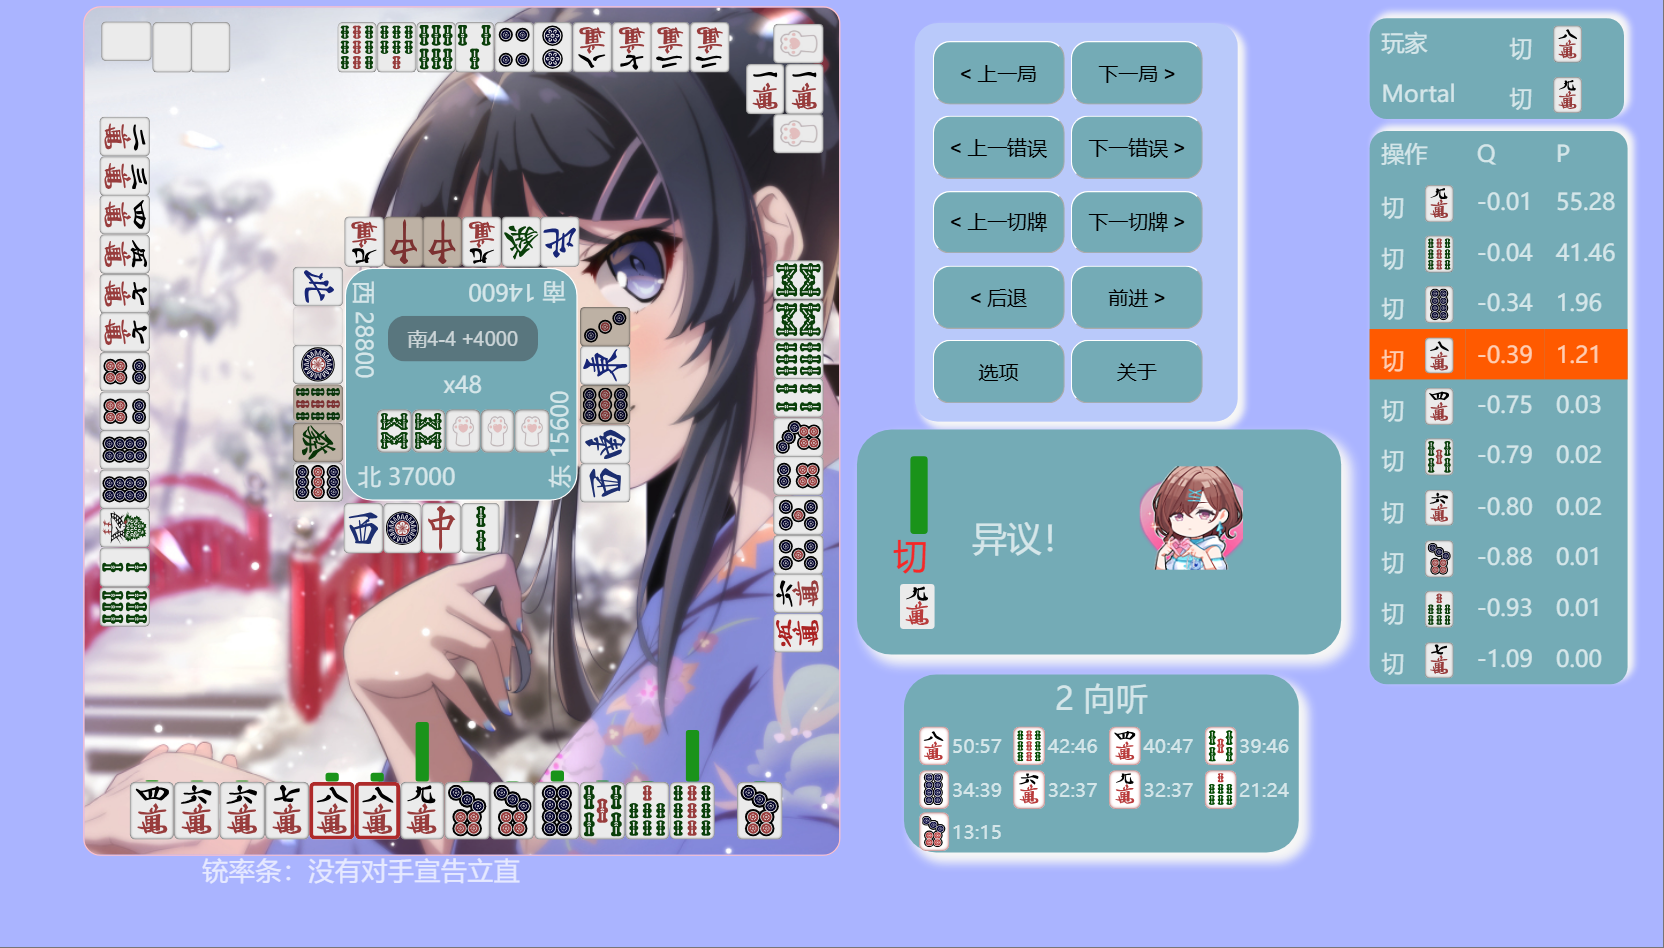 西 28800
南 14600
南4-4 +4000
x48
东 15600
北 37000
铳率条：没有对手宣告立直
< 上一局
下一局 >
< 上一错误
下一错误 >
< 上一切牌
下一切牌 >
< 后退
前进 >
选项
关于
切
异议！
2 向听
50:57
42:46
40:47
39:46
34:39
32:37
32:37
21:24
13:15
玩家 切
Mortal 切
操作 Q P
切 -0.01 55.28
切 -0.04 41.46
切 -0.34 1.96
切 -0.39 1.21
切 -0.75 0.03
切 -0.79 0.02
切 -0.80 0.02
切 -0.88 0.01
切 -0.93 0.01
切 -1.09 0.00